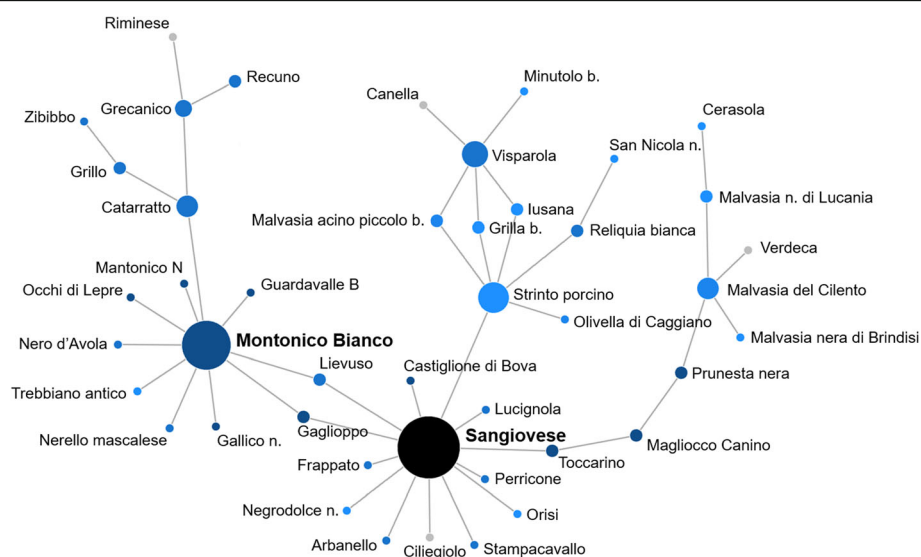 Riminese
Recuno
Grecanico
Zibibbo
Grillo
Catarratto
Canella
Minutolo b.
Visparola
Cerasola
San Nicola n.
Malvasia n. di Lucania
Malvasia acino piccolo b.
Iusana
Grilla b.
Reliquia bianca
Verdeca
Mantonico N
Occhi di Lepre
Guardavalle B
Strinto porcino
Malvasia del Cilento
Olivella di Caggiano
Malvasia nera di Brindisi
Nero d'Avola
Montonico Bianco
Lievuso
Castiglione di Bova
Prunesta nera
Trebbiano antico
Lucignola
Nerello mascalese
Gallico n.
Gaglioppo
Sangiovese
Magliocco Canino
Toccarino
Frappato
Perricone
Negrodolce n.
Orisi
Arbanello
Ciliegiolo
Stampacavallo